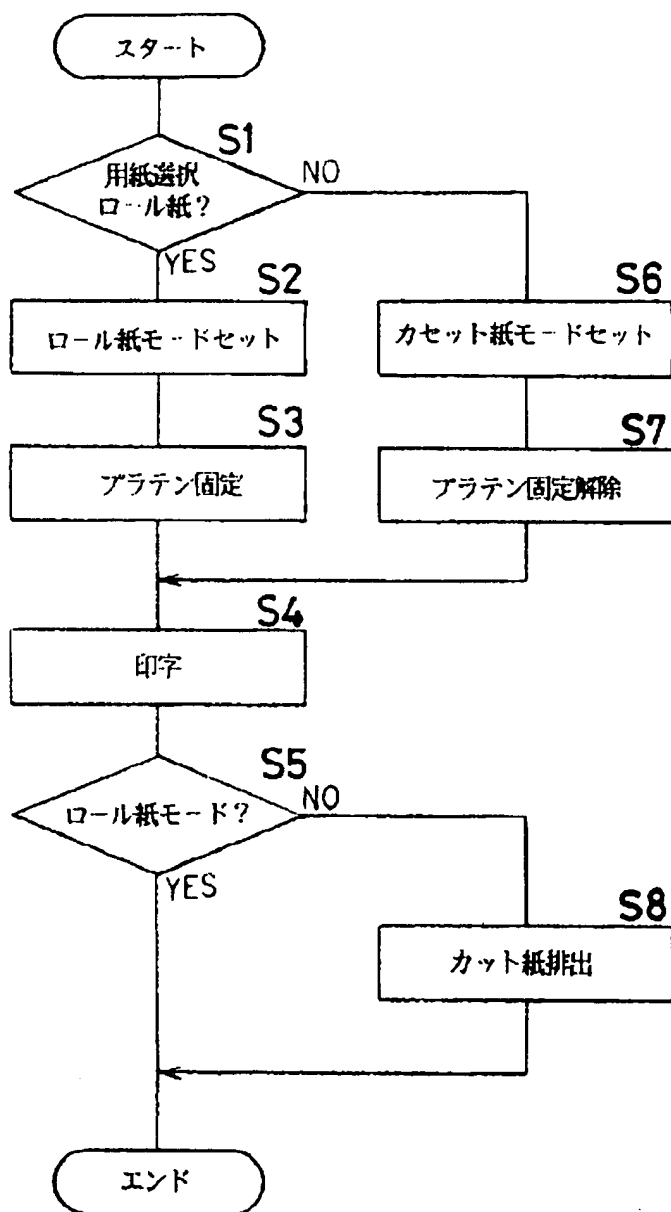 スタート
S1
用紙選択
ロール紙?
NO
YES
S2
S6
ロール紙モードセット
カセット紙モードセット
S3
S7
プラテン固定
プラテン固定解除
S4
印字
S5
ロール紙モード?
NO
YES
S8
カット紙排出
エンド